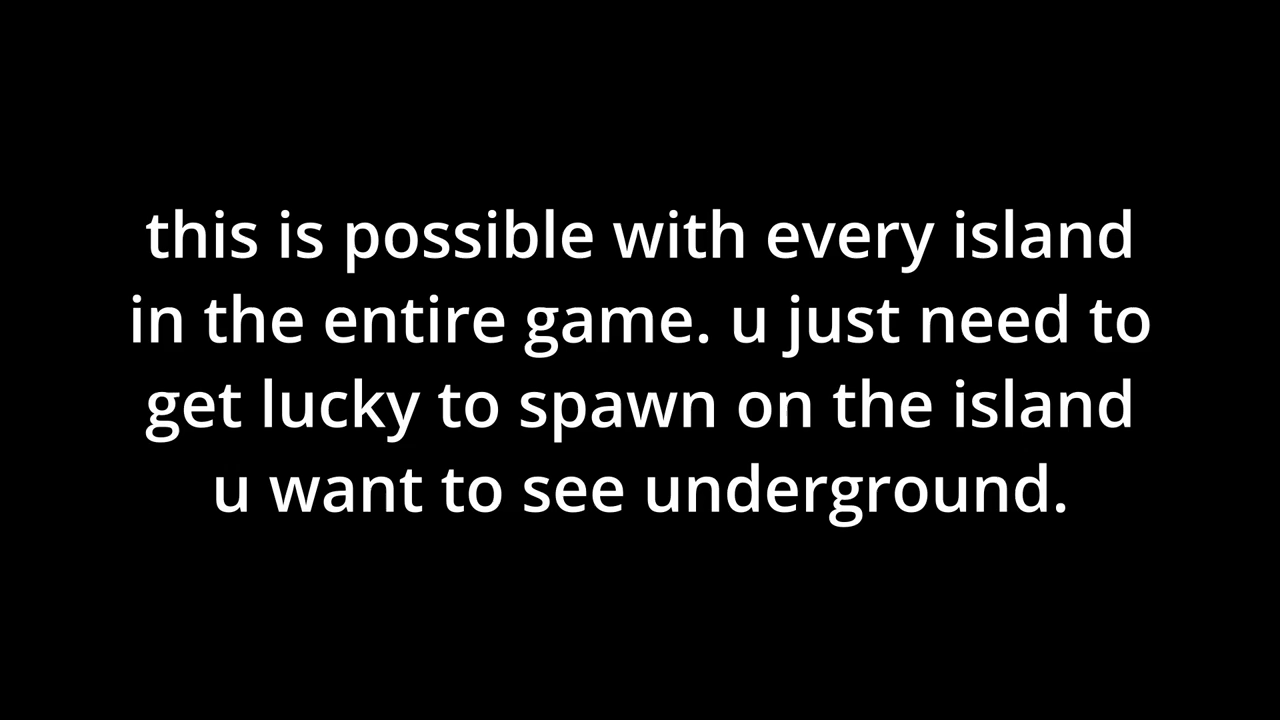 this is possible with every island
in the entire game. u just need to
get lucky to spawn on the island
u want to see underground.